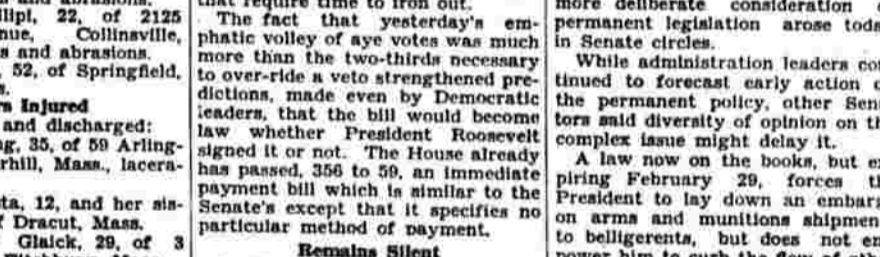 lipi, 22, of 2125
nue, Collinsville,
s and abrasions.
, 52, of Springfield,
s.
Injured
and discharged:
35, of 59 Arling-
rhill, Mass., lacera-
ta, 12, and her sis-
f Dracut, Mass.
Glaick, 29, of 3
that require time to iron out.
The fact that yesterday's em-
phatic volley of aye votes was much
more than the two-thirds necessary
to over-ride a veto strengthened pre-
dictions, made even by Democratic
leaders, that the bill would become
law whether President Roosevelt
signed it or not. The House already
has passed, 356 to 59, an immediate
payment bill which is similar to the
Senate's except that it specifies no
particular method of payment.
Remains Silent
more deliberate consideration
permanent legislation arose toda
in Senate circles.
While administration leaders con
tinued to forecast early action o
the permanent policy, other Sena
tors said diversity of opinion on th
complex issue might delay it.
A law now on the books, but ex
piring February 29, forces th
President to lay down an embarg
on arms and munitions shipmen
to belligerents, but does not em
power him to curb the flow of